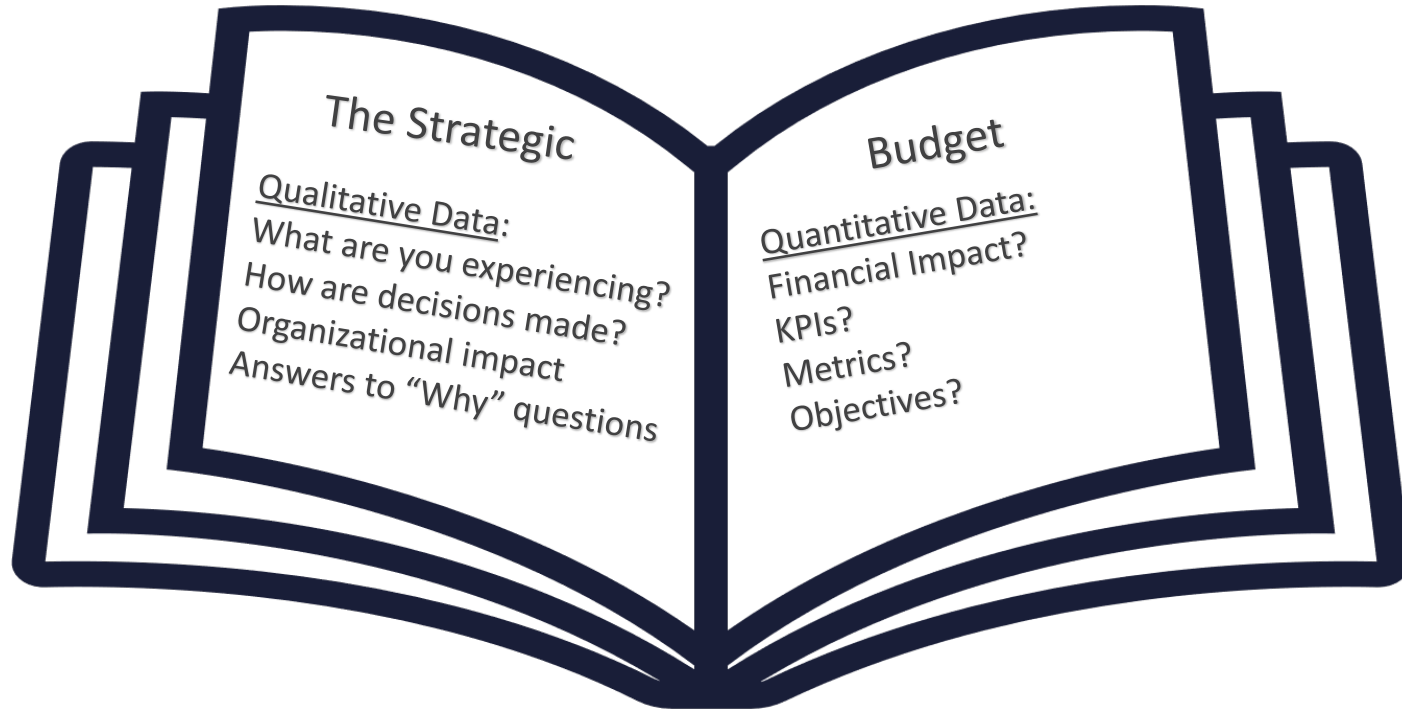 The Strategic
Qualitative Data:
What are you experiencing?
How are decisions made?
Organizational impact
Answers to “Why” questions
Budget
Quantitative Data:
Financial Impact?
KPIs?
Metrics?
Objectives?